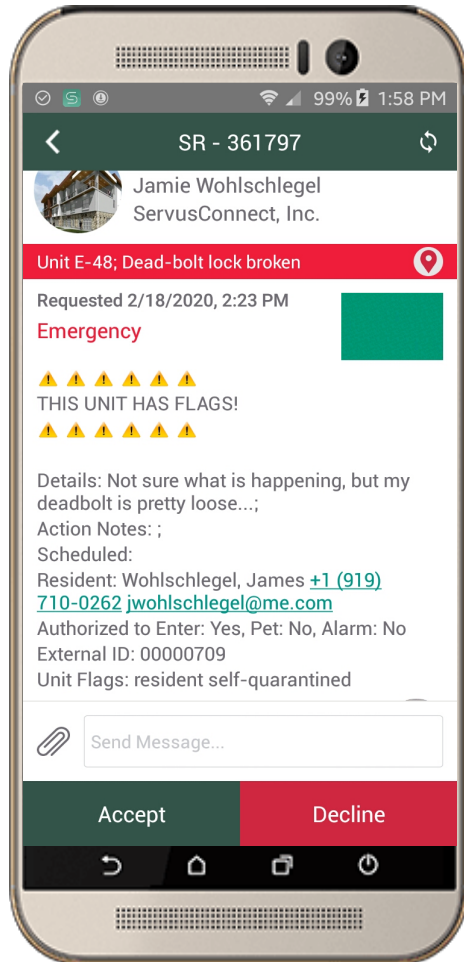 99% 1:58 PM
SR - 361797
Jamie Wohlschlegel
ServusConnect, Inc.
Unit E-48; Dead-bolt lock broken
Requested 2/18/2020, 2:23 PM
Emergency
THIS UNIT HAS FLAGS!
Details: Not sure what is happening, but my
deadbolt is pretty loose...;
Action Notes: ;
Scheduled:
Resident: Wohlschlegel, James +1 (919)
710-0262 jwohlschlegel@me.com
Authorized to Enter: Yes, Pet: No, Alarm: No
External ID: 00000709
Unit Flags: resident self-quarantined
Send Message...
Accept Decline